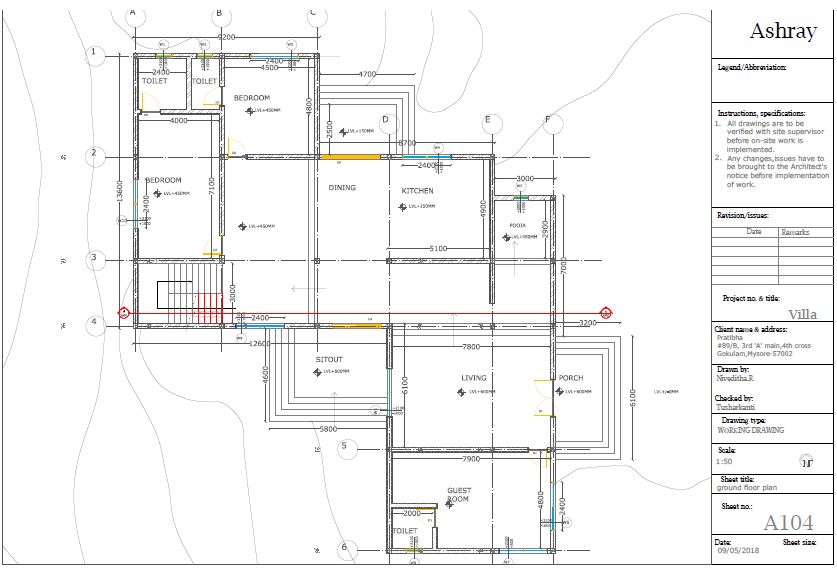 A
B
C
9200
W1
W2
W3
1
2400
TOILET
TOILET
2400
4500
4700
BEDROOM
LVL+450MM
4800
4000
2500
LVL+150MM
D
E
F
8700
2
2400
3000
BEDROOM
LVL+450MM
DINING
KITCHEN
LVL+150MM
13600
7100
2400
4900
POOJA
LVL+450MM
2900
LVL+450MM
5100
3
7000
3000
4
2400
3200
12600
7800
SITOUT
LVL+600MM
LIVING
LVL+600MM
PORCH
LVL+600MM
4600
6100
6100
5800
5
7900
GUEST
ROOM
4800
2400
2000
TOILET
6
Ashray
Legend/Abbreviation:
Instructions, specifications:
1. All drawings are to be
verified with site supervisor
before on-site work is
implemented.
2. Any changes,issues have to
be brought to the Architect's
notice before implementation
of work.
Revision/issues:
Date Remarks
Project no. & title:
Villa
Client name & address:
Pratibha
#89/B, 3rd 'A' main,4th cross
Gokulam,Mysore-57002
Drawn by:
Niveditha.R
Checked by:
Tusharkanti
Drawing type:
WORKING DRAWING
Scale:
1:50
N
Sheet title:
ground floor plan
Sheet no.:
A104
Date: Sheet size:
09/05/2018